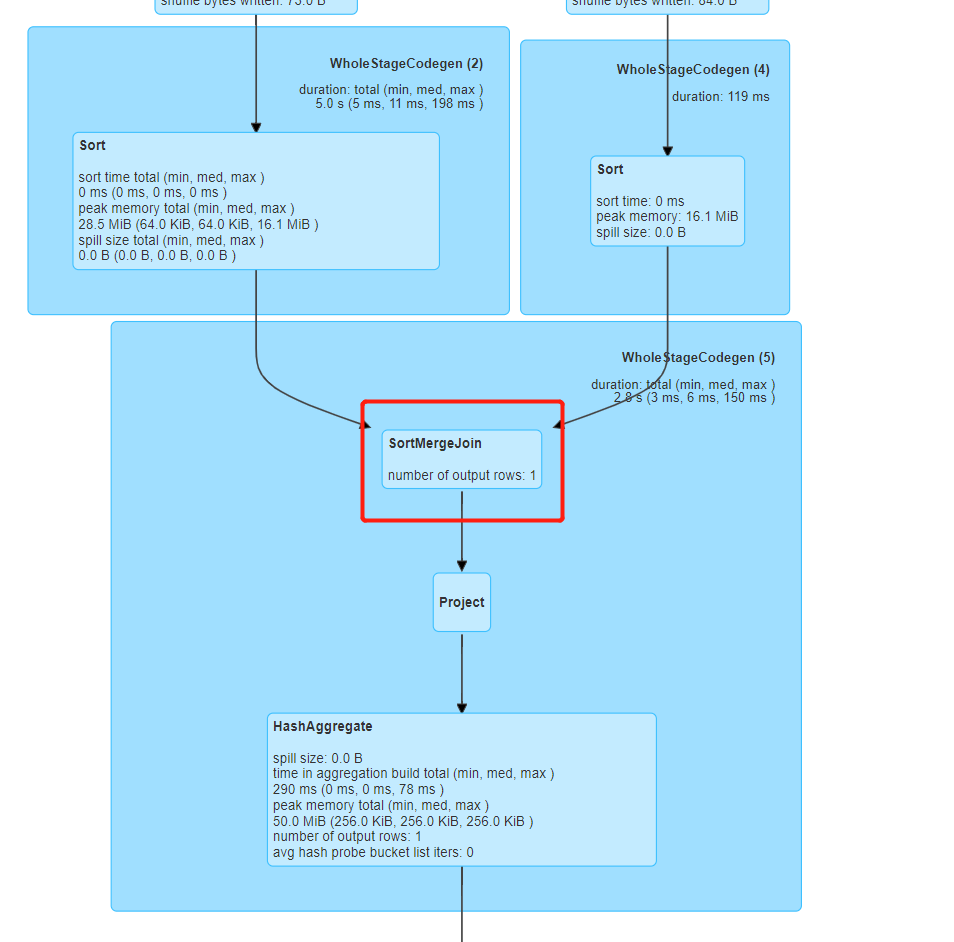 shuffle bytes written: 75.0 B
shuffle bytes written: 84.0 B
WholeStageCodegen (2)
duration: total (min, med, max )
5.0 s (5 ms, 11 ms, 198 ms )
Sort
sort time total (min, med, max )
0 ms (0 ms, 0 ms, 0 ms )
peak memory total (min, med, max )
28.5 MiB (64.0 KiB, 64.0 KiB, 16.1 MiB )
spill size total (min, med, max )
0.0 B (0.0 B, 0.0 B, 0.0 B )
WholeStageCodegen (4)
duration: 119 ms
Sort
sort time: 0 ms
peak memory: 16.1 MiB
spill size: 0.0 B
WholeStageCodegen (5)
duration: total (min, med, max )
2.8 s (3 ms, 6 ms, 150 ms )
SortMergeJoin
number of output rows: 1
Project
HashAggregate
spill size: 0.0 B
time in aggregation build total (min, med, max )
290 ms (0 ms, 0 ms, 78 ms )
peak memory total (min, med, max )
50.0 MiB (256.0 KiB, 256.0 KiB, 256.0 KiB )
number of output rows: 1
avg hash probe bucket list iters: 0